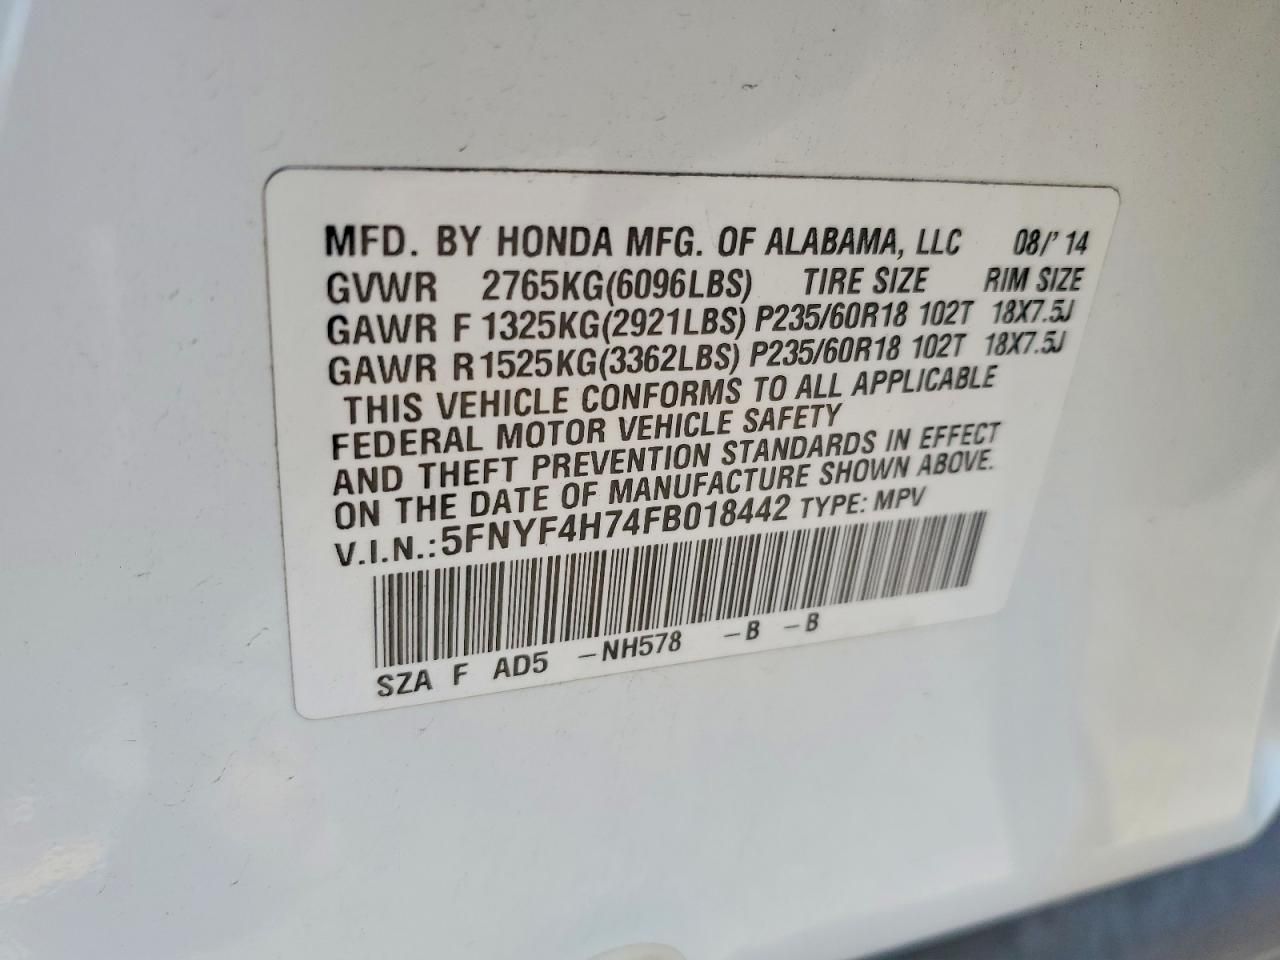 MFD. BY HONDA MFG. OF ALABAMA, LLC 08/' 14
GVWR 2765KG(6096LBS) TIRE SIZE RIM SIZE
GAWR F 1325KG(2921LBS) P235/60R18 102T 18X7.5J
GAWR R 1525KG(3362LBS) P235/60R18 102T 18X7.5J
THIS VEHICLE CONFORMS TO ALL APPLICABLE
FEDERAL MOTOR VEHICLE SAFETY
AND THEFT PREVENTION STANDARDS IN EFFECT
ON THE DATE OF MANUFACTURE SHOWN ABOVE.
V.I.N.: 5FNYF4H74FB018442 TYPE: MPV
SZA F AD5 -NH578 -B -B